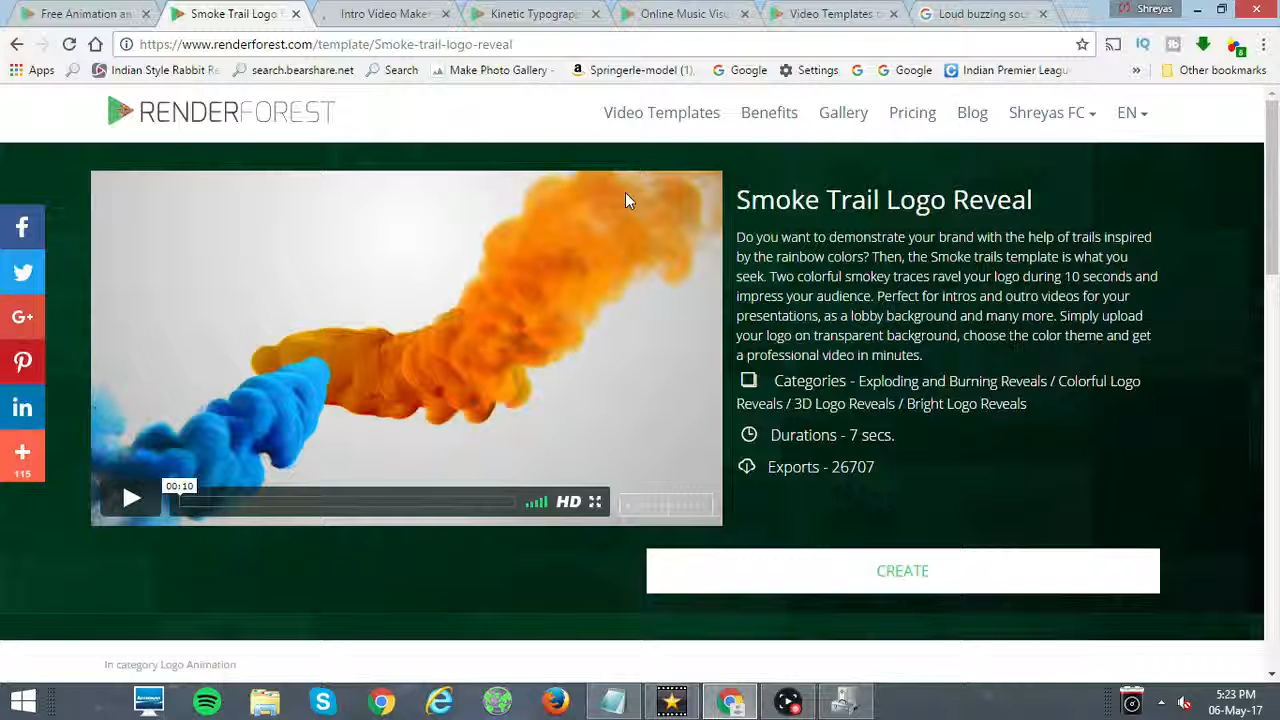 Free Animation and
Smoke Trail Logo
Intro Video Maker
Kinetic Typograp
Online Music Visu
Video Templates
Loud buzzing sou
Shreyas
https://www.renderforest.com/template/Smoke-trail-logo-reveal
Apps
Indian Style Rabbit Re
search.bearshare.net
Search
Make Photo Gallery -
Springerle-model (1).
Google
Settings
Google
Indian Premier Leagu
Other bookmarks
RENDERFOREST
Video Templates
Benefits
Gallery
Pricing
Blog
Shreyas FC
EN
Smoke Trail Logo Reveal
Do you want to demonstrate your brand with the help of trails inspired
by the rainbow colors? Then, the Smoke trails template is what you
seek. Two colorful smokey traces ravel your logo during 10 seconds and
impress your audience. Perfect for intros and outro videos for your
presentations, as a lobby background and many more. Simply upload
your logo on transparent background, choose the color theme and get
a professional video in minutes.
Categories - Exploding and Burning Reveals / Colorful Logo
Reveals / 3D Logo Reveals / Bright Logo Reveals
Durations - 7 secs.
Exports - 26707
115
00:10
HD
CREATE
In category Logo Animation
5:23 PM
06-May-17